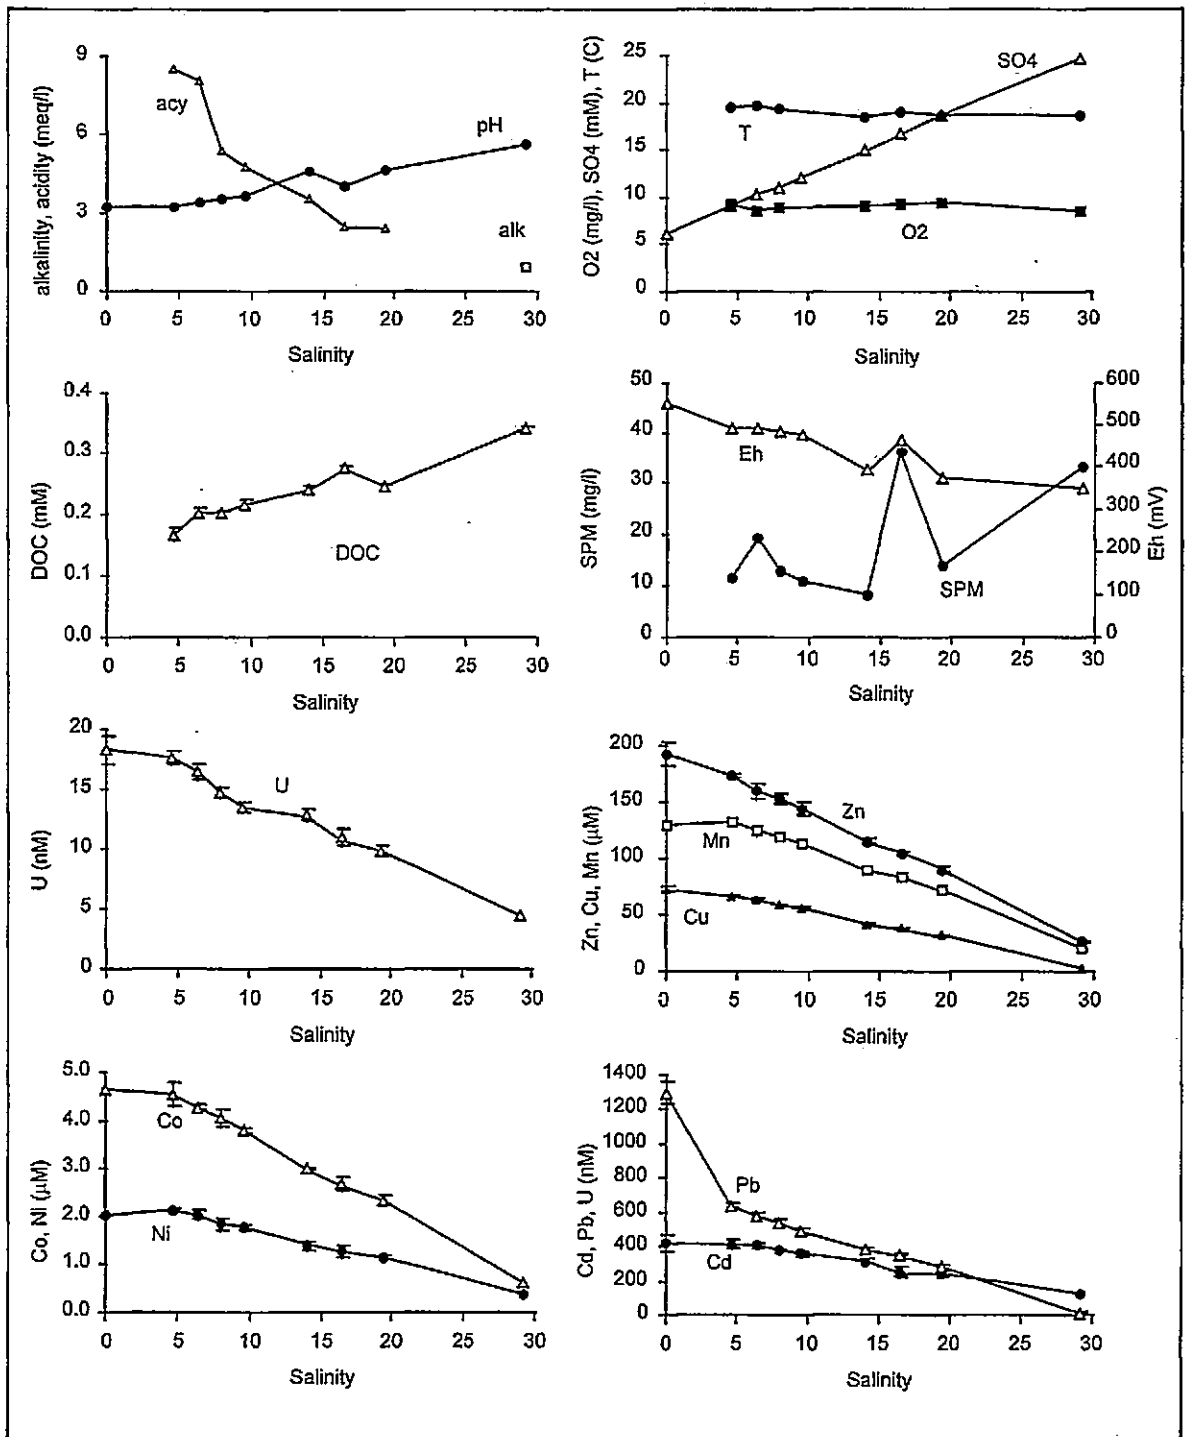 alkalinity, acidity (meq/l)
9
6
3
0
acy
pH
alk
0 5 10 15 20 25 30
Salinity
O2 (mg/l), SO4 (mM), T (C)
25
20
15
10
5
0
SO4
T
O2
0 5 10 15 20 25 30
Salinity
DOC (mM)
0.4
0.3
0.2
0.1
0.0
DOC
0 5 10 15 20 25 30
Salinity
SPM (mg/l)
50
40
30
20
10
0
Eh
SPM
600
500
400
300
200
100
0
Eh (mV)
0 5 10 15 20 25 30
Salinity
U (nM)
20
15
10
5
0
U
0 5 10 15 20 25 30
Salinity
Zn, Cu, Mn (µM)
200
150
100
50
0
Zn
Mn
Cu
0 5 10 15 20 25 30
Salinity
Co, Ni (µM)
5.0
4.0
3.0
2.0
1.0
0.0
Co
Ni
0 5 10 15 20 25 30
Salinity
Cd, Pb, U (nM)
1400
1200
1000
800
600
400
200
0
Pb
Cd
0 5 10 15 20 25 30
Salinity